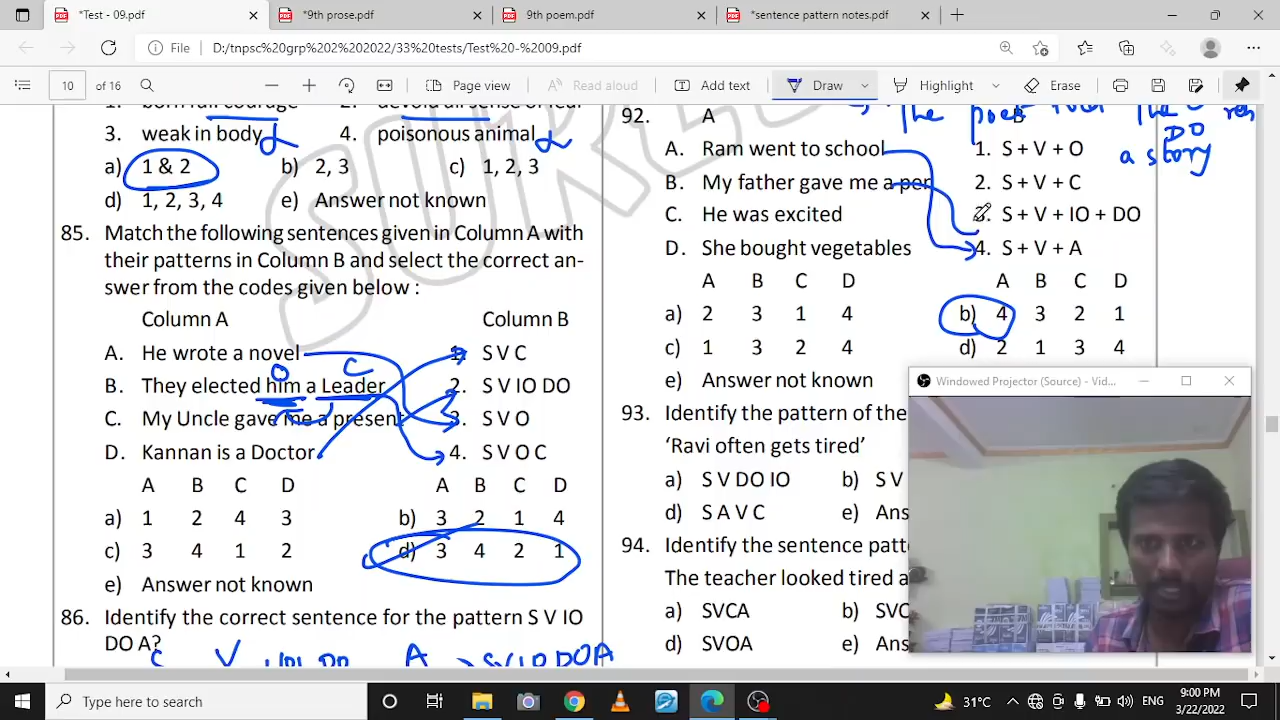 *Test - 09.pdf
*9th prose.pdf
9th poem.pdf
*sentence pattern notes.pdf
File
D:/tnpsc%20grp%202%202022/33%20tests/Test%20-%2009.pdf
10 of 16
Page view
Read aloud
Add text
Draw
Highlight
Erase
3. weak in body 4. poisonous animal
a) 1 & 2 b) 2, 3 c) 1, 2, 3
d) 1, 2, 3, 4 e) Answer not known
85. Match the following sentences given in Column A with
their patterns in Column B and select the correct an-
swer from the codes given below :
Column A Column B
A. He wrote a novel 1. S V C
O C
B. They elected him a Leader 2. S V IO DO
C. My Uncle gave me a present 3. S V O
D. Kannan is a Doctor 4. S V O C
A B C D A B C D
a) 1 2 4 3 b) 3 2 1 4
c) 3 4 1 2 d) 3 4 2 1
e) Answer not known
86. Identify the correct sentence for the pattern S V IO
DO A?
V A SVIODOA
The poet the
DO
a story
92. A B
A. Ram went to school 1. S + V + O
B. My father gave me a pen 2. S + V + C
C. He was excited S + V + IO + DO
D. She bought vegetables 4. S + V + A
A B C D A B C D
a) 2 3 1 4 b) 4 3 2 1
c) 1 3 2 4 d) 2 1 3 4
e) Answer not known
93. Identify the pattern of the
'Ravi often gets tired'
a) S V DO IO b) S V
d) S A V C e) Ans
94. Identify the sentence patt
The teacher looked tired a
a) SVCA b) SVC
d) SVOA e) Ans
Windowed Projector (Source) - Vid...
Type here to search
31°C
ENG
9:00 PM
3/22/2022